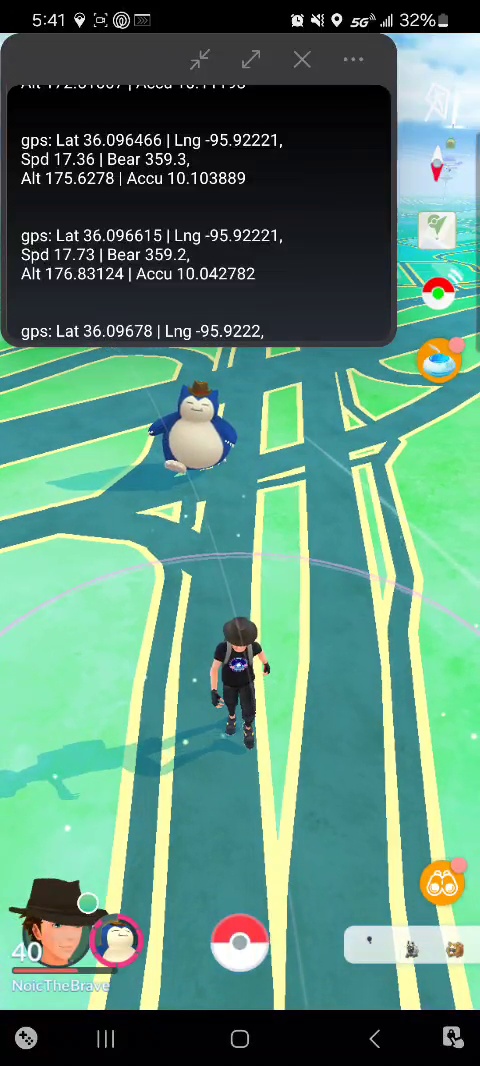 5:41
5G
32%
gps: Lat 36.096466 | Lng -95.92221,
Spd 17.36 | Bear 359.3,
Alt 175.6278 | Accu 10.103889
gps: Lat 36.096615 | Lng -95.92221,
Spd 17.73 | Bear 359.2,
Alt 176.83124 | Accu 10.042782
gps: Lat 36.09678 | Lng -95.9222,
40
NoicTheBrave